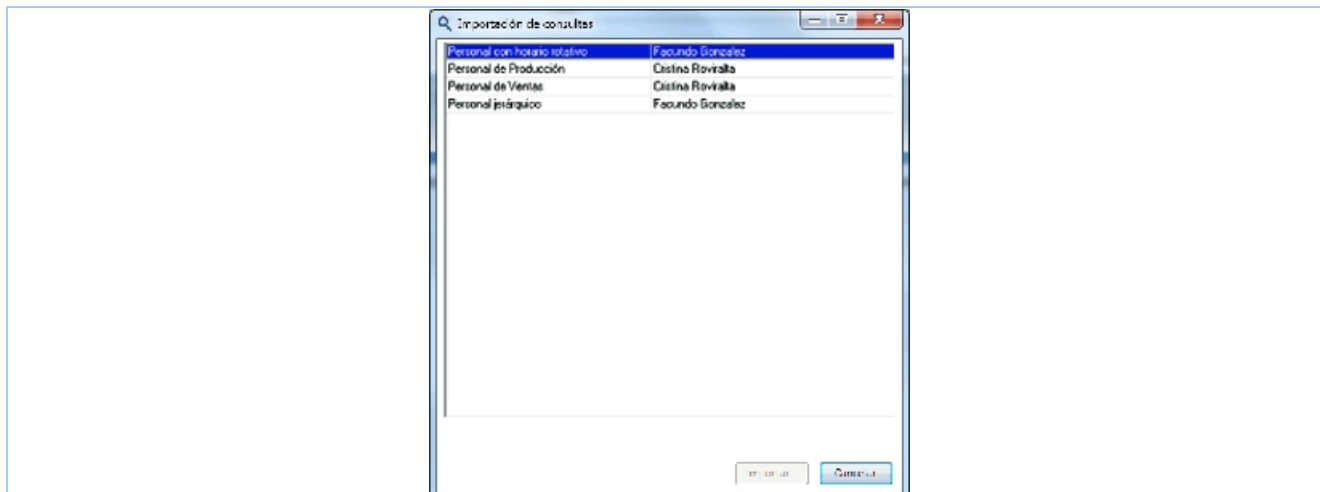 Importación de consultas
Personal con horario rotativo Facundo Gonzalez
Personal de Producción Cristina Roviralta
Personal de Ventas Cristina Roviralta
Personal jerárquico Facundo Gonzalez